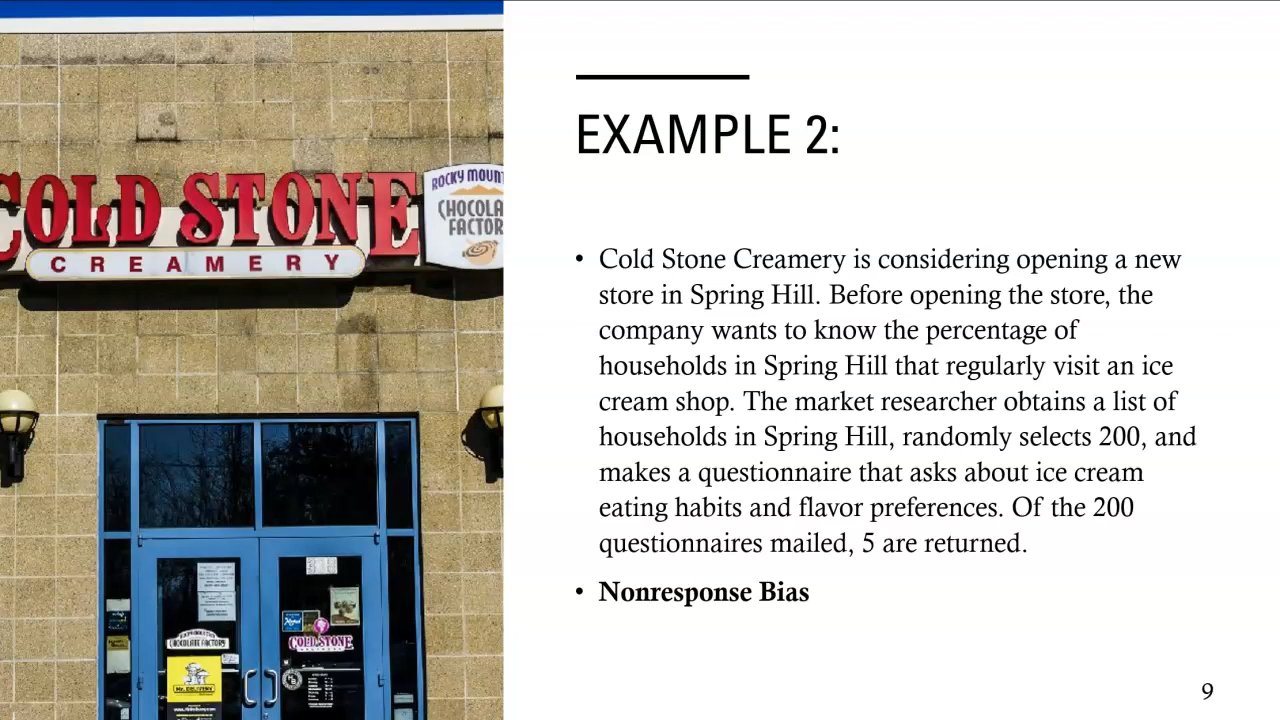 COLD STONE
CREAMERY
ROCKY MOUNT
CHOCOLA
FACTOR
CHOCOLATE FACTORY
COLD STONE
EXAMPLE 2:
• Cold Stone Creamery is considering opening a new
store in Spring Hill. Before opening the store, the
company wants to know the percentage of
households in Spring Hill that regularly visit an ice
cream shop. The market researcher obtains a list of
households in Spring Hill, randomly selects 200, and
makes a questionnaire that asks about ice cream
eating habits and flavor preferences. Of the 200
questionnaires mailed, 5 are returned.
• Nonresponse Bias
9